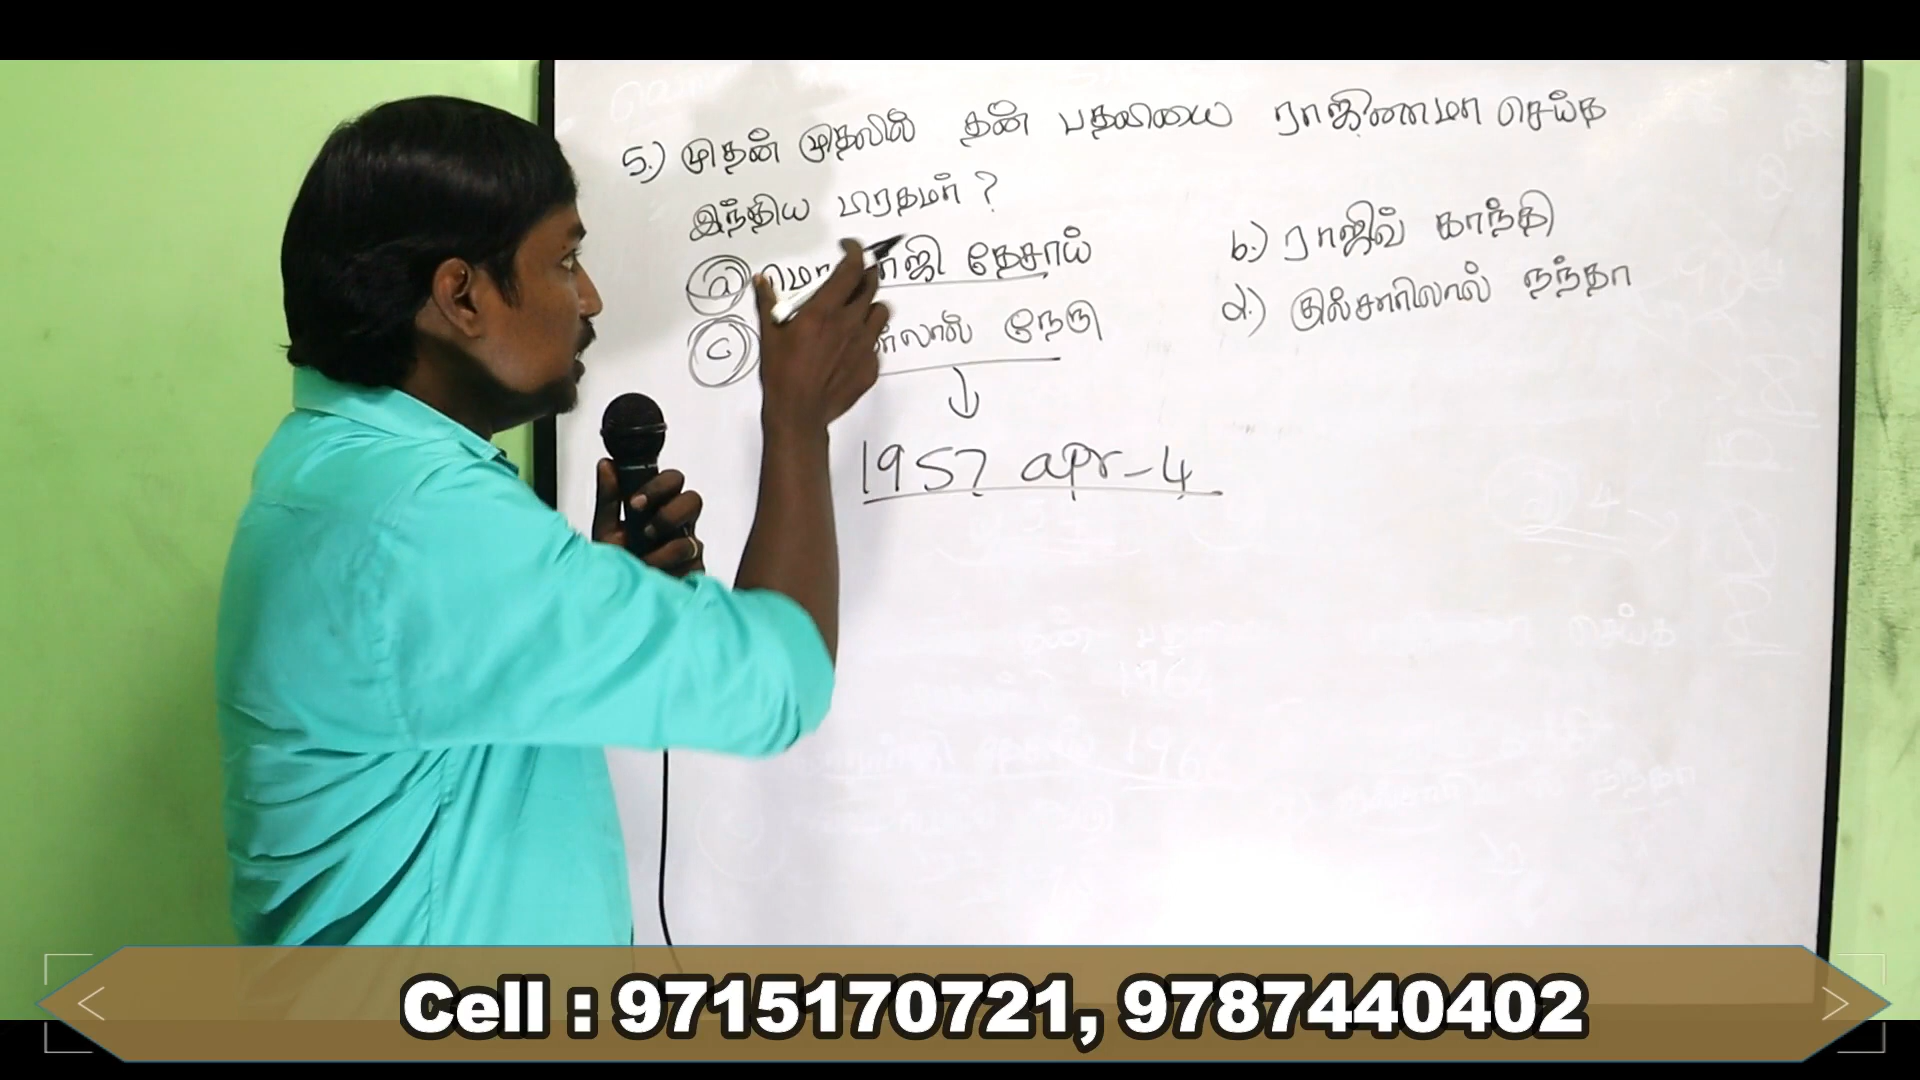 5.) முதன் முதலில் தன் பதவியை ராஜினாமா செய்த
இந்திய பிரதமர் ?
a ஜி தேசாய் b.) ராஜிவ் காந்தி
c லால் நேரு d.) குல்சாரிலால் நந்தா
1957 apr-4
Cell : 9715170721, 9787440402